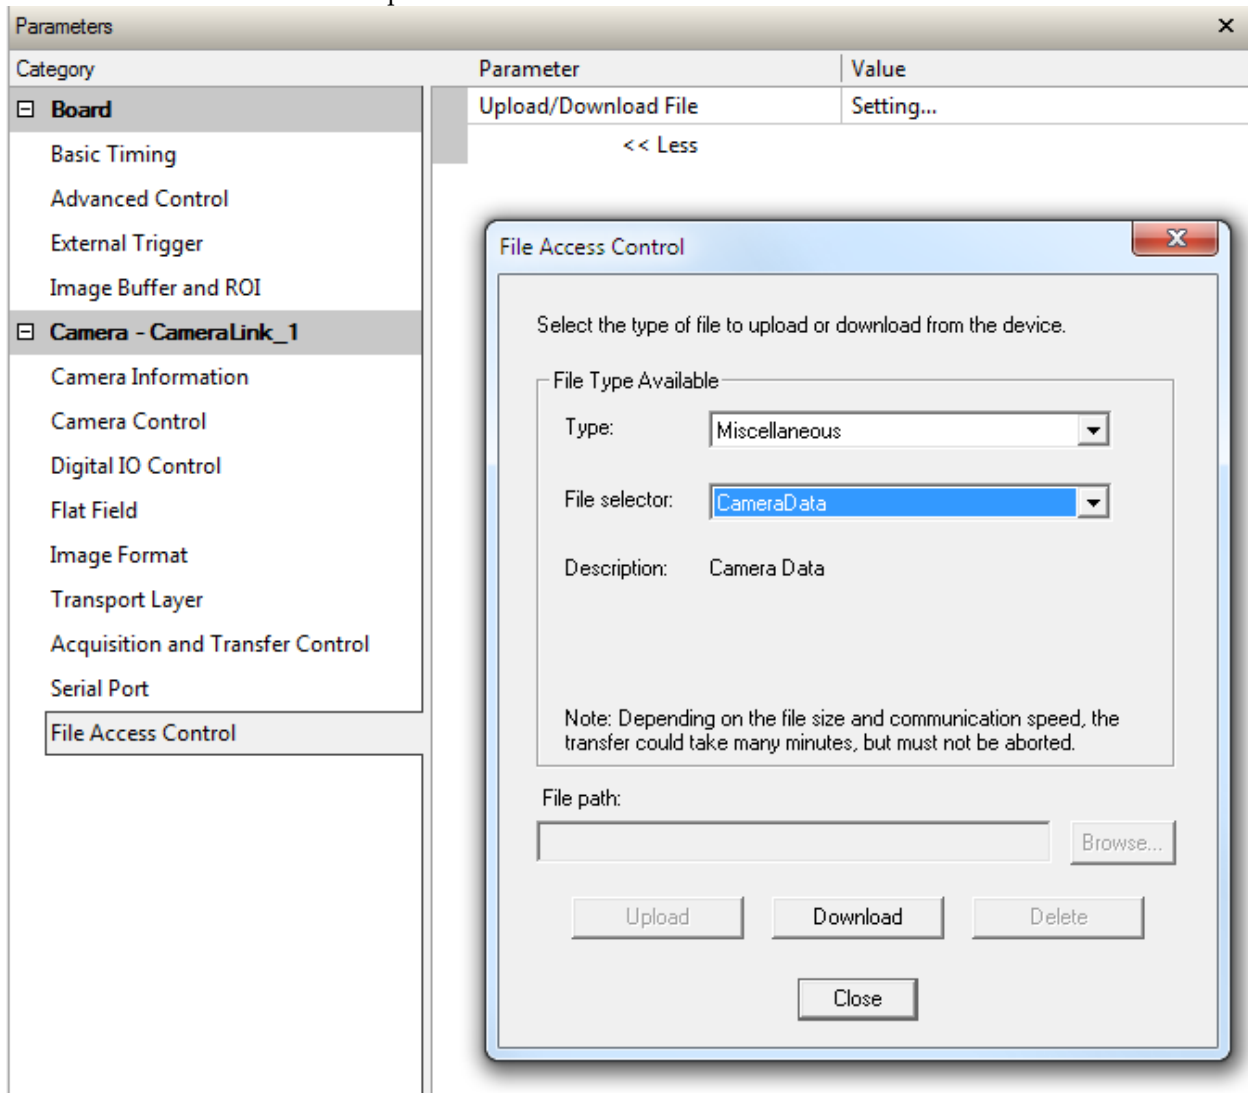 Parameters
Category
Parameter
Value
Board
Upload/Download File
Setting...
Basic Timing
<< Less
Advanced Control
External Trigger
Image Buffer and ROI
Camera - CameraLink_1
Camera Information
Camera Control
Digital IO Control
Flat Field
Image Format
Transport Layer
Acquisition and Transfer Control
Serial Port
File Access Control
File Access Control
Select the type of file to upload or download from the device.
File Type Available
Type:
Miscellaneous
File selector:
CameraData
Description:
Camera Data
Note: Depending on the file size and communication speed, the
transfer could take many minutes, but must not be aborted.
File path:
Browse...
Upload
Download
Delete
Close